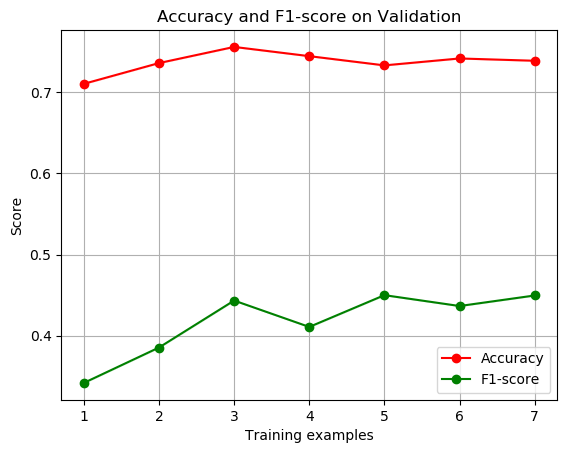 Accuracy and F1-score on Validation
Score
0.7
0.6
0.5
0.4
Accuracy
F1-score
1 2 3 4 5 6 7
Training examples